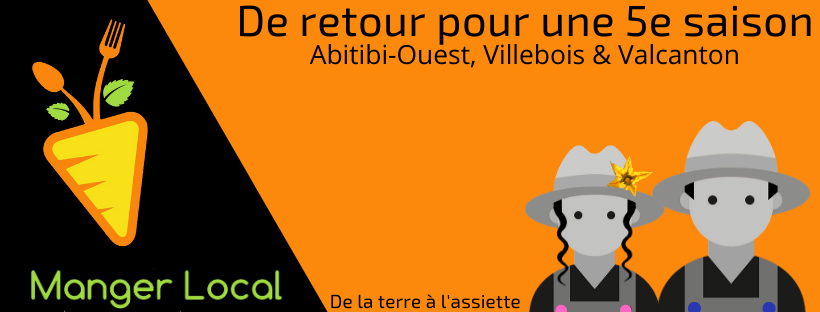 De retour pour une 5e saison
Abitibi-Ouest, Villebois & Valcanton
Manger Local
De la terre à l'assiette